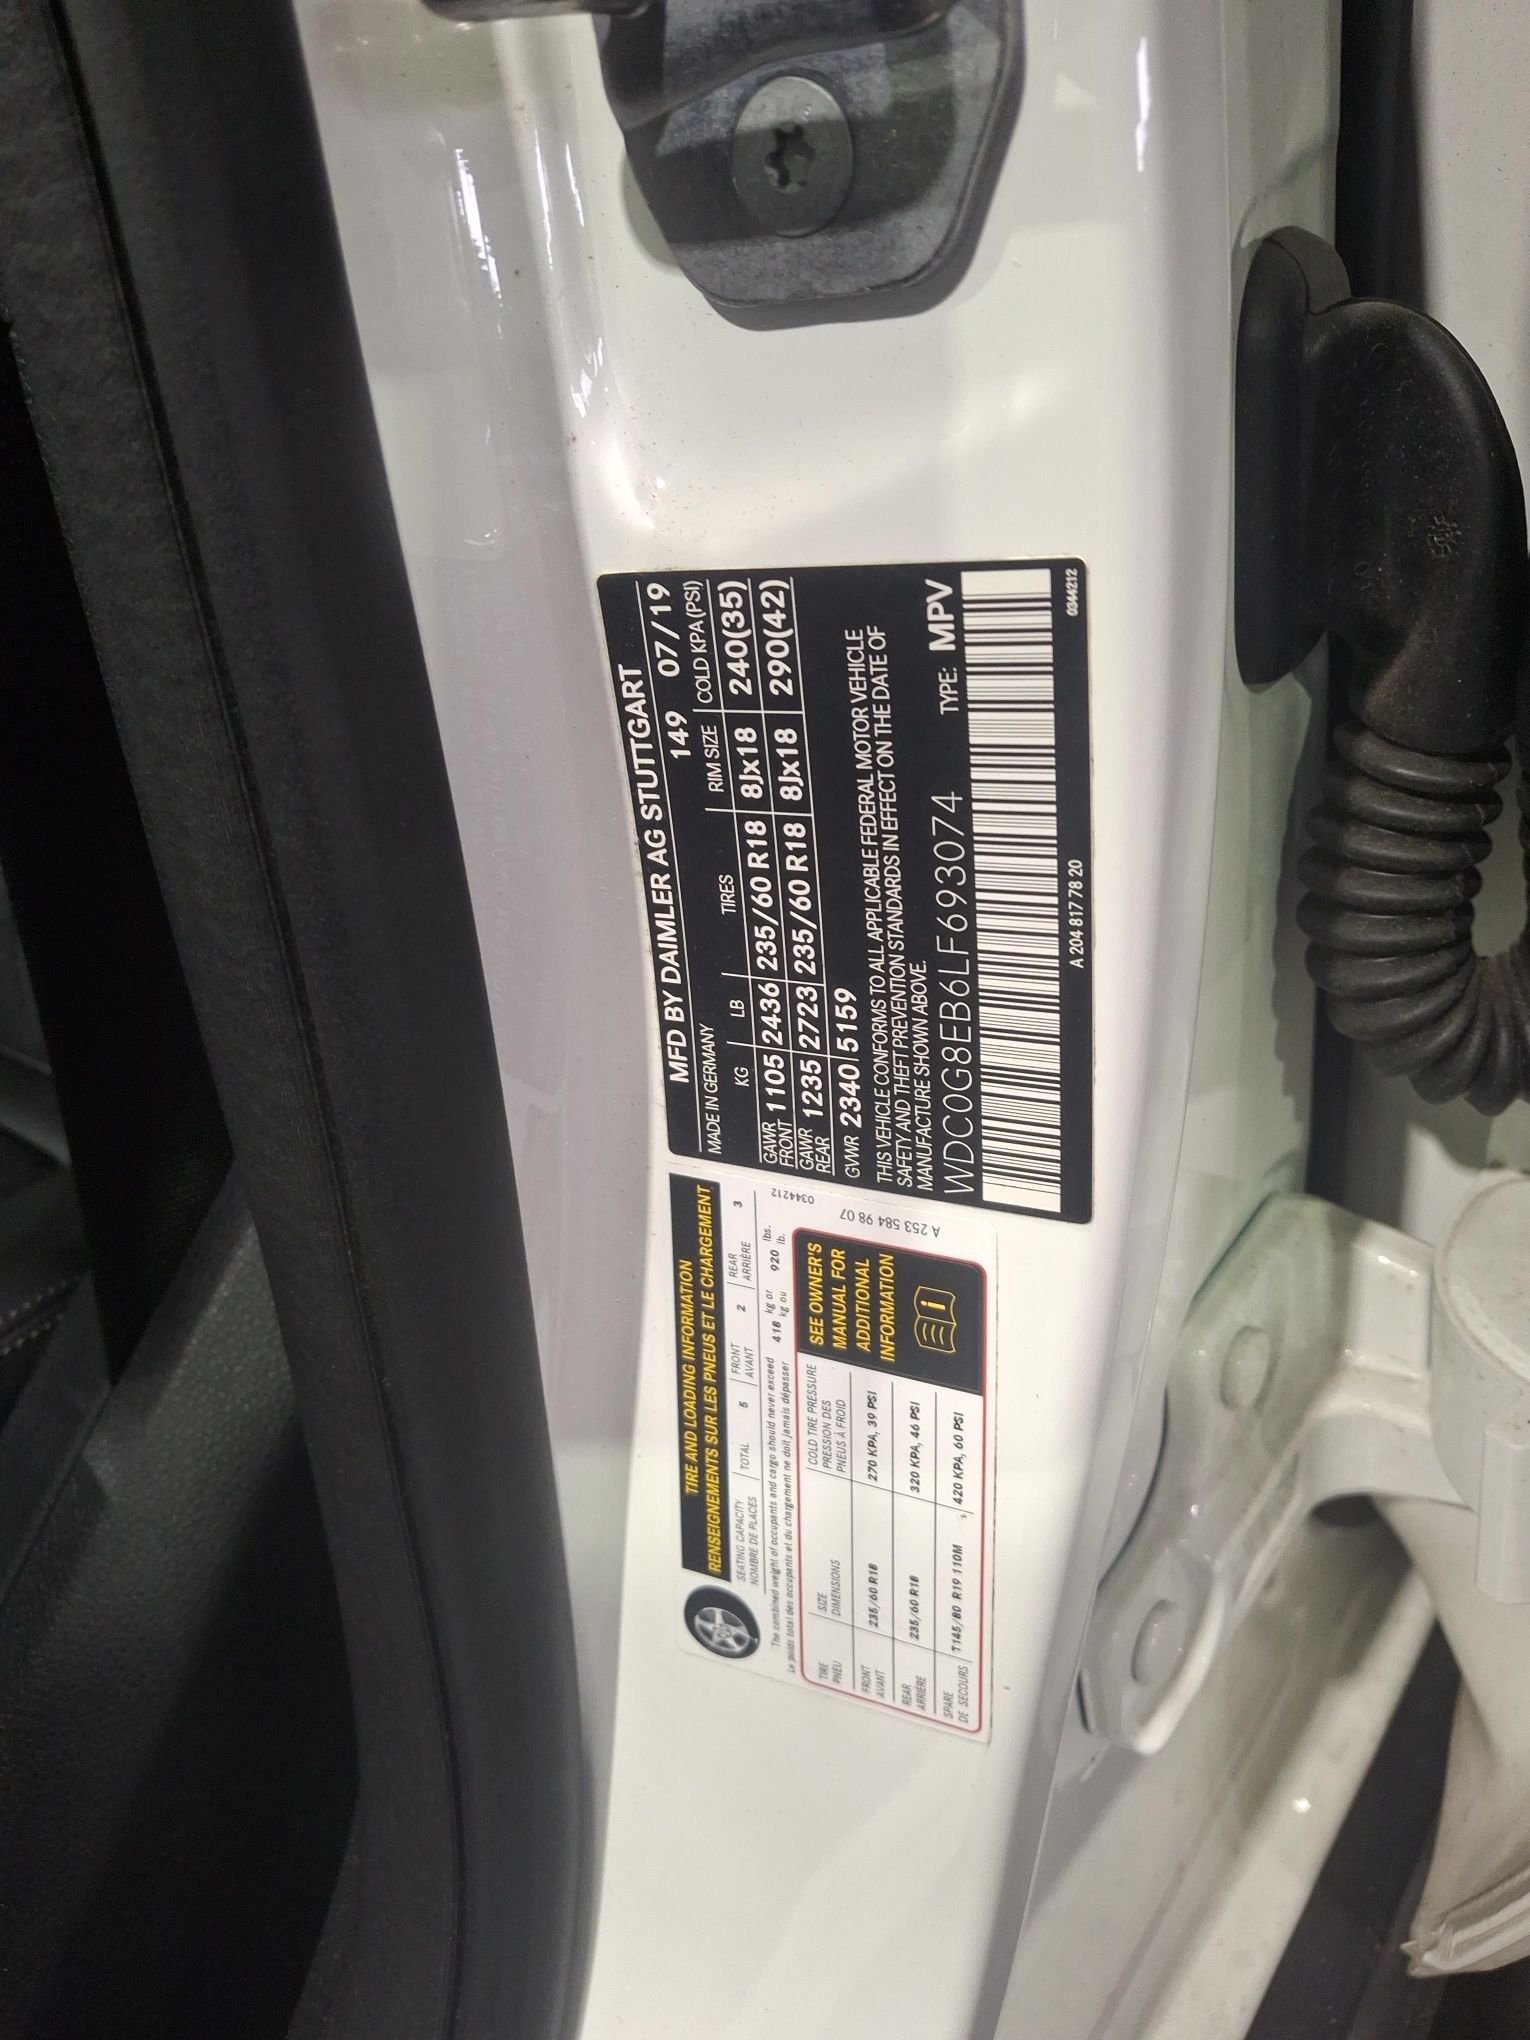 MFD BY DAIMLER AG STUTTGART
149 07/19
MADE IN GERMANY
KG LB TIRES RIM SIZE COLD KPA(PSI)
GAWR FRONT 1105 2436 235/60 R18 8Jx18 240(35)
GAWR REAR 1235 2723 235/60 R18 8Jx18 290(42)
GVWR 2340 5159
THIS VEHICLE CONFORMS TO ALL APPLICABLE FEDERAL MOTOR VEHICLE
SAFETY AND THEFT PREVENTION STANDARDS IN EFFECT ON THE DATE OF
MANUFACTURE SHOWN ABOVE.
WDC0G8EB6LF693074 TYPE: MPV
A 204 817 78 20 0344212
TIRE AND LOADING INFORMATION
RENSEIGNEMENTS SUR LES PNEUS ET LE CHARGEMENT
SEATING CAPACITY TOTAL 5 FRONT 2 REAR 3
NOMBRE DE PLACES AVANT ARRIÈRE
The combined weight of occupants and cargo should never exceed 418 kg or 920 lbs.
Le poids total des occupants et du chargement ne doit jamais dépasser kg ou lb.
TIRE SIZE COLD TIRE PRESSURE
PNEU DIMENSIONS PRESSION DES
PNEUS À FROID
FRONT 235/60 R18 270 KPA, 39 PSI
AVANT
REAR 235/60 R18 320 KPA, 46 PSI
ARRIÈRE
SPARE T145/80 R19 110M 420 KPA, 60 PSI
DE SECOURS
SEE OWNER'S
MANUAL FOR
ADDITIONAL
INFORMATION
0344212
A 253 584 98 07